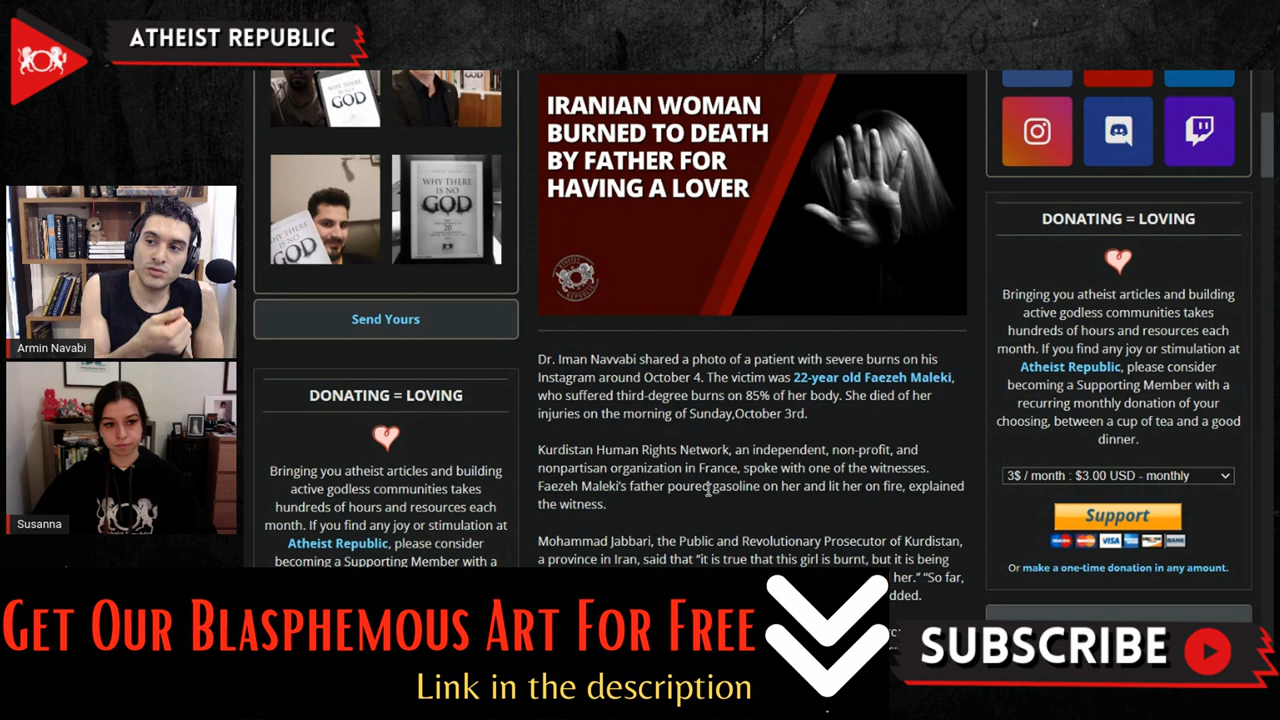 ATHEIST REPUBLIC
WHY THERE
IS NO
GOD
GOD
WHY THERE
IS NO
GOD
WHY THERE
IS NO
GOD
20
Send Yours
DONATING = LOVING
Bringing you atheist articles and building
active godless communities takes
hundreds of hours and resources each
month. If you find any joy or stimulation at
Atheist Republic, please consider
becoming a Supporting Member with a
IRANIAN WOMAN
BURNED TO DEATH
BY FATHER FOR
HAVING A LOVER
ATHEIST
REPUBLIC
Dr. Iman Navvabi shared a photo of a patient with severe burns on his
Instagram around October 4. The victim was 22-year old Faezeh Maleki,
who suffered third-degree burns on 85% of her body. She died of her
injuries on the morning of Sunday,October 3rd.
Kurdistan Human Rights Network, an independent, non-profit, and
nonpartisan organization in France, spoke with one of the witnesses.
Faezeh Maleki's father poured gasoline on her and lit her on fire, explained
the witness.
Mohammad Jabbari, the Public and Revolutionary Prosecutor of Kurdistan,
a province in Iran, said that "it is true that this girl is burnt, but it is being
her." "So far,
dded.
DONATING = LOVING
Bringing you atheist articles and building
active godless communities takes
hundreds of hours and resources each
month. If you find any joy or stimulation at
Atheist Republic, please consider
becoming a Supporting Member with a
recurring monthly donation of your
choosing, between a cup of tea and a good
dinner.
3$ / month : $3.00 USD - monthly
Support
VISA
BANK
Or make a one-time donation in any amount.
Armin Navabi
Susanna
GET OUR BLASPHEMOUS ART FOR FREE
Link in the description
SUBSCRIBE